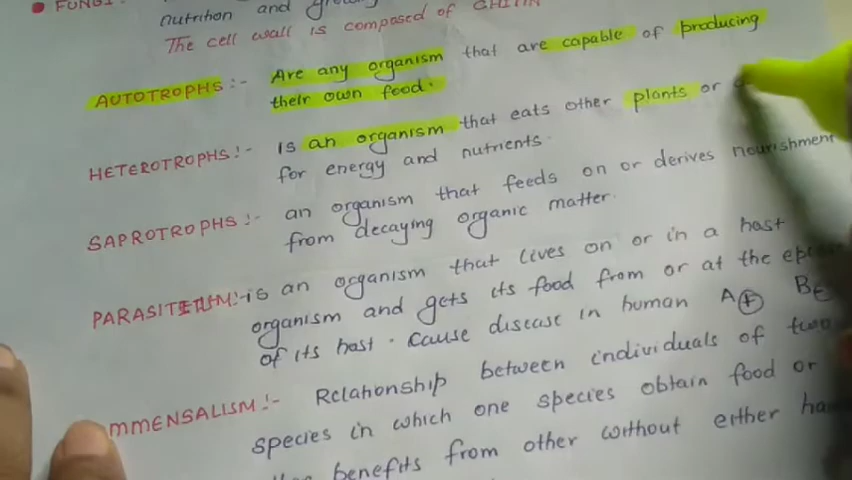 FUNGI:
nutrition and
The cell wall is composed of CHITIN
AUTOTROPHS:- Are any organism that are capable of producing
their own food.
HETEROTROPHS:- is an organism that eats other plants or
for energy and nutrients.
SAPROTROPHS:- an organism that feeds on or derives nourishment
from decaying organic matter.
PARASITEISM:- is an organism that lives on or in a host
organism and gets its food from or at the
of its host. Cause disease in human A⊕ B⊖
MMENSALISM:- Relationship between individuals of two
species in which one species obtain food or
benefits from other without either